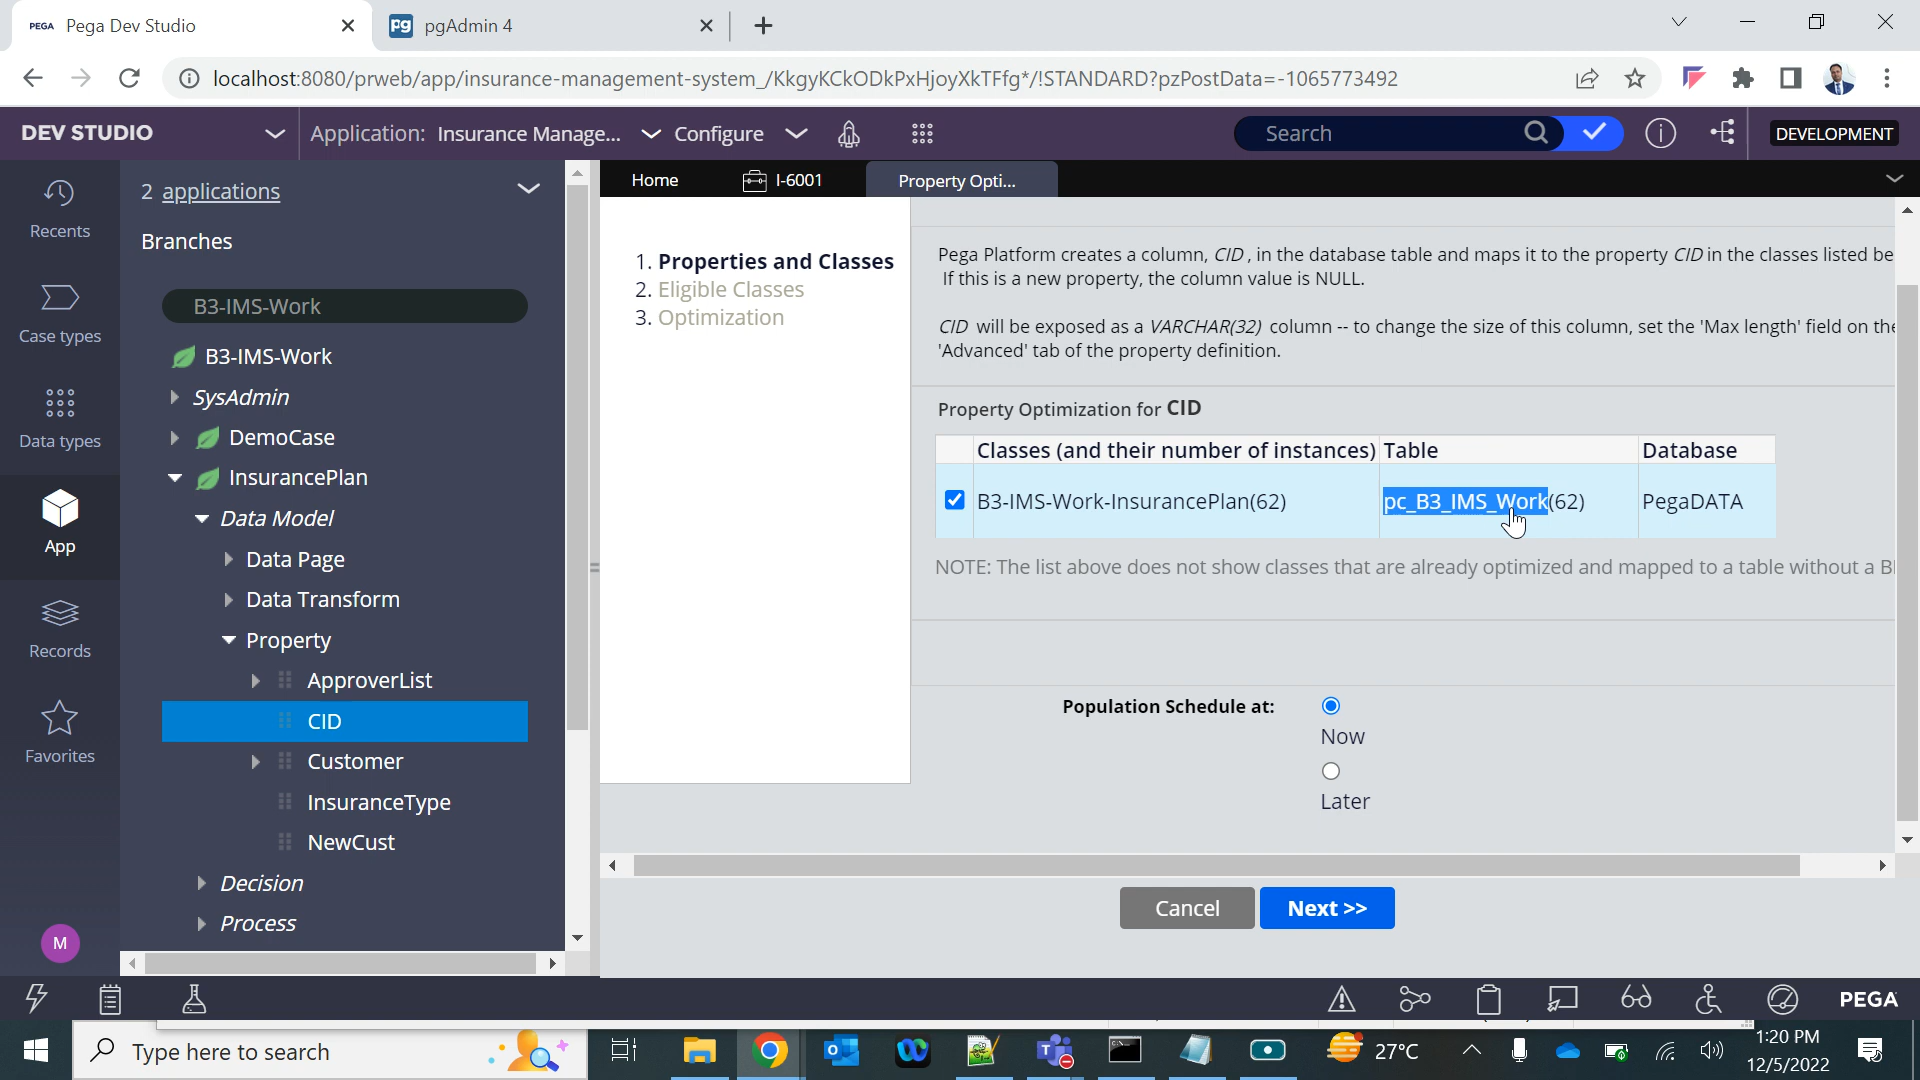 PEGA Pega Dev Studio
pg pgAdmin 4
localhost:8080/prweb/app/insurance-management-system_/KkgyKCkODkPxHjoyXkTFfg*/!STANDARD?pzPostData=-1065773492
DEV STUDIO
Application: Insurance Manage...
Configure
Search
DEVELOPMENT
Recents
Case types
Data types
App
Records
Favorites
M
2 applications
Branches
B3-IMS-Work
B3-IMS-Work
SysAdmin
DemoCase
InsurancePlan
Data Model
Data Page
Data Transform
Property
ApproverList
CID
Customer
InsuranceType
NewCust
Decision
Process
Home
I-6001
Property Opti...
1. Properties and Classes
2. Eligible Classes
3. Optimization
Pega Platform creates a column, CID , in the database table and maps it to the property CID in the classes listed be
If this is a new property, the column value is NULL.
CID will be exposed as a VARCHAR(32) column -- to change the size of this column, set the 'Max length' field on the
'Advanced' tab of the property definition.
Property Optimization for CID
Classes (and their number of instances) Table Database
B3-IMS-Work-InsurancePlan(62) pc_B3_IMS_Work(62) PegaDATA
NOTE: The list above does not show classes that are already optimized and mapped to a table without a B
Population Schedule at:
Now
Later
Cancel
Next >>
PEGA
Type here to search
27°C
1:20 PM
12/5/2022